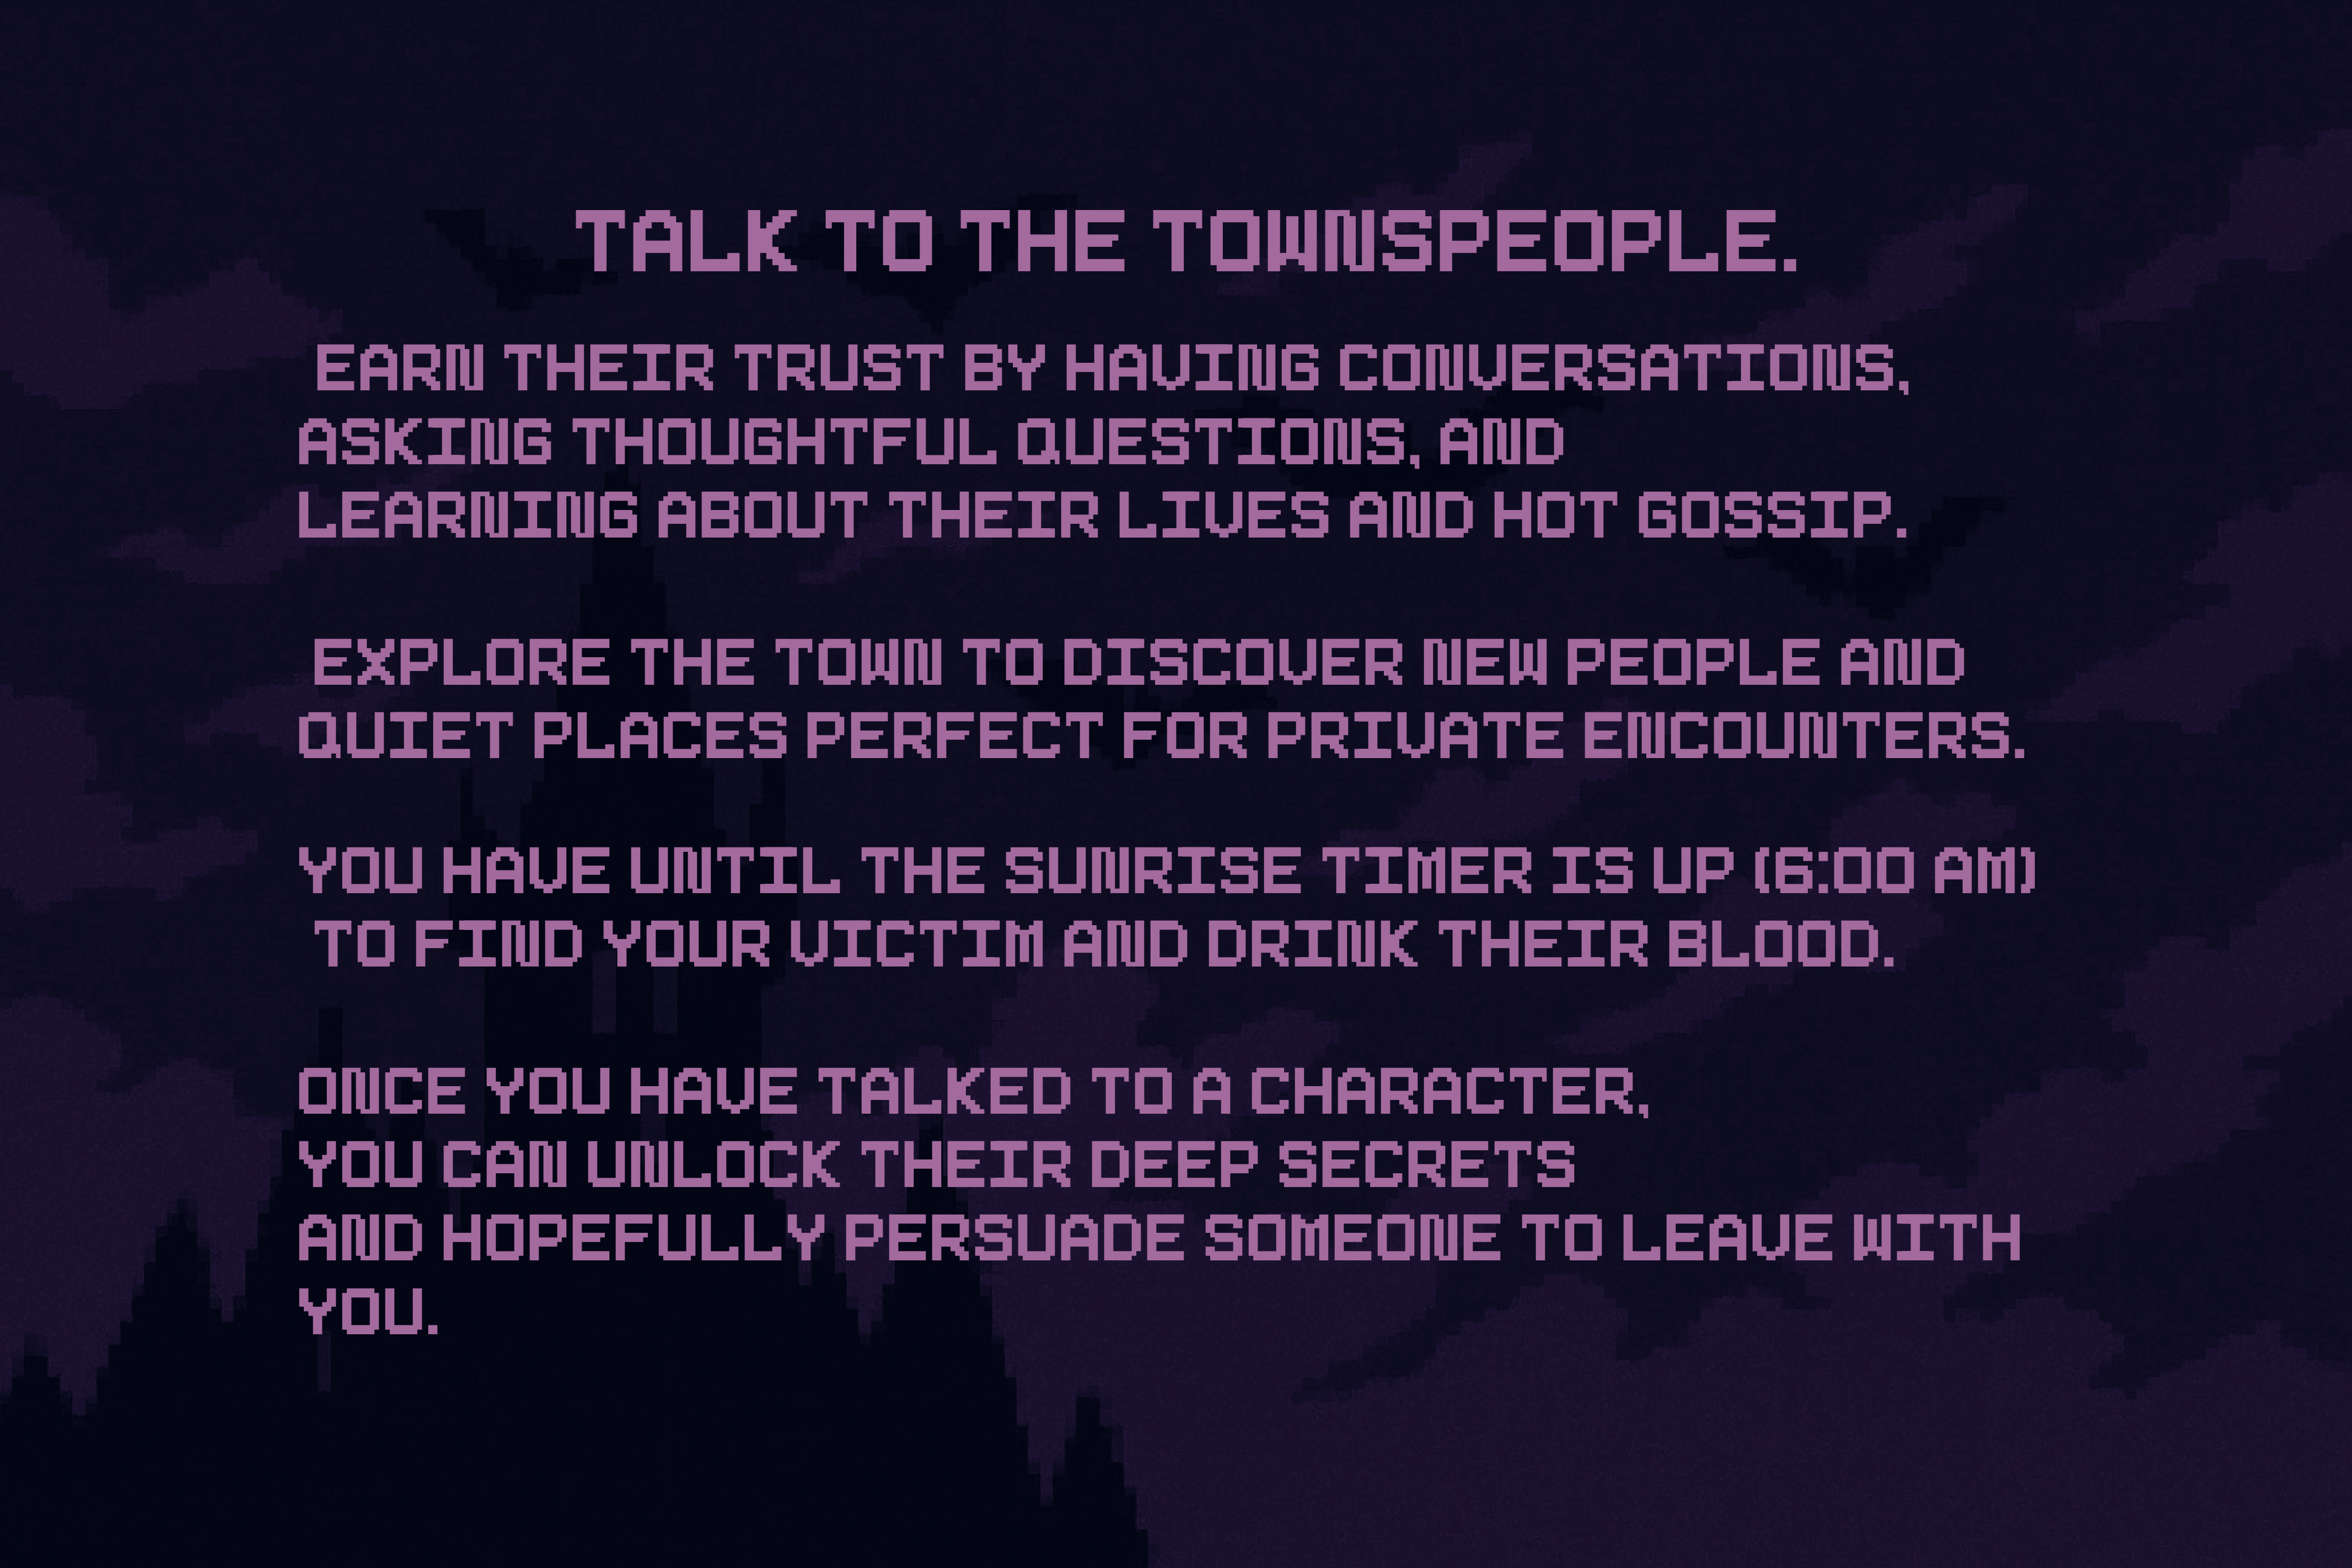 TALK TO THE TOWNSPEOPLE.
EARN THEIR TRUST BY HAVING CONVERSATIONS,
ASKING THOUGHTFUL QUESTIONS, AND
LEARNING ABOUT THEIR LIVES AND HOT GOSSIP.
EXPLORE THE TOWN TO DISCOVER NEW PEOPLE AND
QUIET PLACES PERFECT FOR PRIVATE ENCOUNTERS.
YOU HAVE UNTIL THE SUNRISE TIMER IS UP (6:00 AM)
TO FIND YOUR VICTIM AND DRINK THEIR BLOOD.
ONCE YOU HAVE TALKED TO A CHARACTER,
YOU CAN UNLOCK THEIR DEEP SECRETS
AND HOPEFULLY PERSUADE SOMEONE TO LEAVE WITH
YOU.